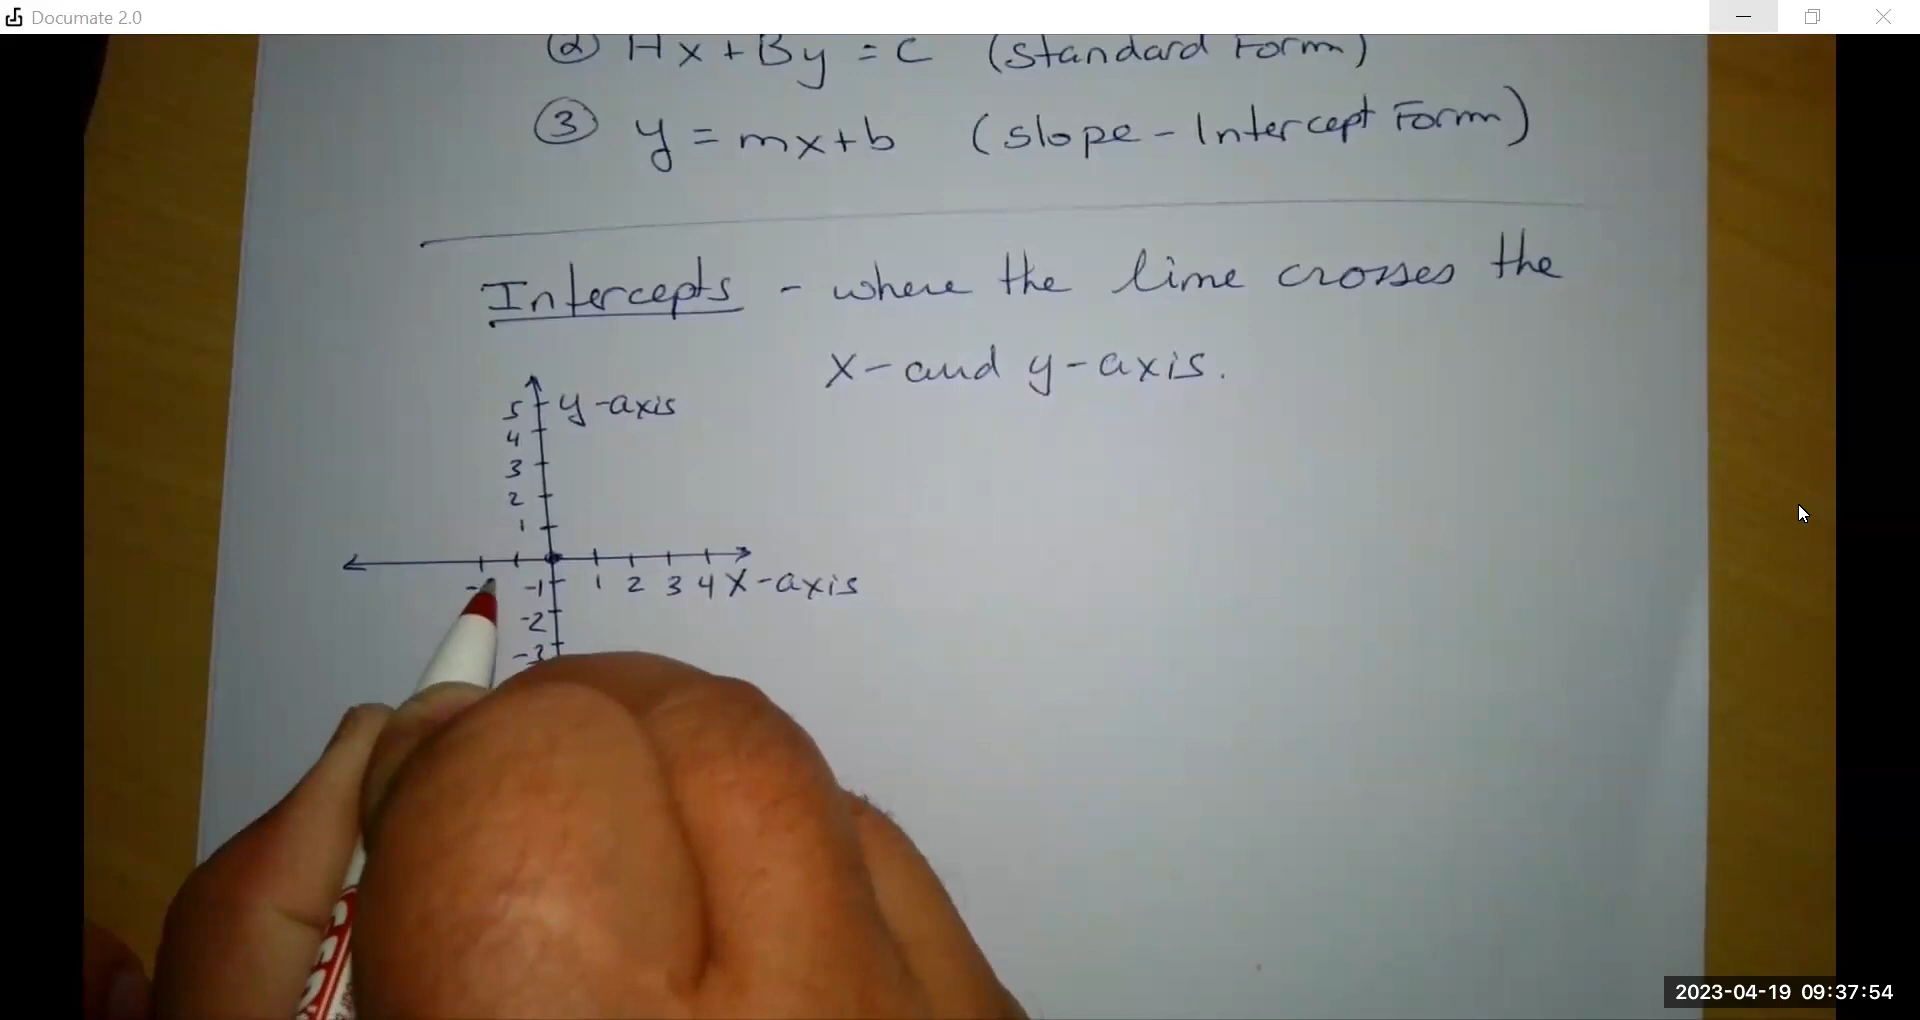 Documate 2.0
② Ax + By = C (Standard Form)
③ y = mx + b (slope - Intercept Form)
Intercepts - where the line crosses the
x- and y-axis.
5 y-axis
4
3
2
1
-1 1 2 3 4 X-axis
-2
-3
2023-04-19 09:37:54